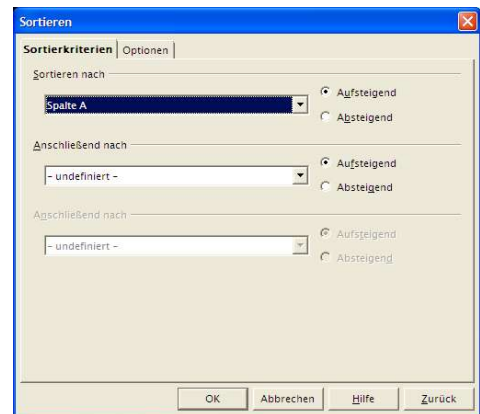 Sortieren
Sortierkriterien Optionen
Sortieren nach
Spalte A
Aufsteigend
Absteigend
Anschließend nach
- undefiniert -
Aufsteigend
Absteigend
Anschließend nach
- undefiniert -
Aufsteigend
Absteigend
OK Abbrechen Hilfe Zurück